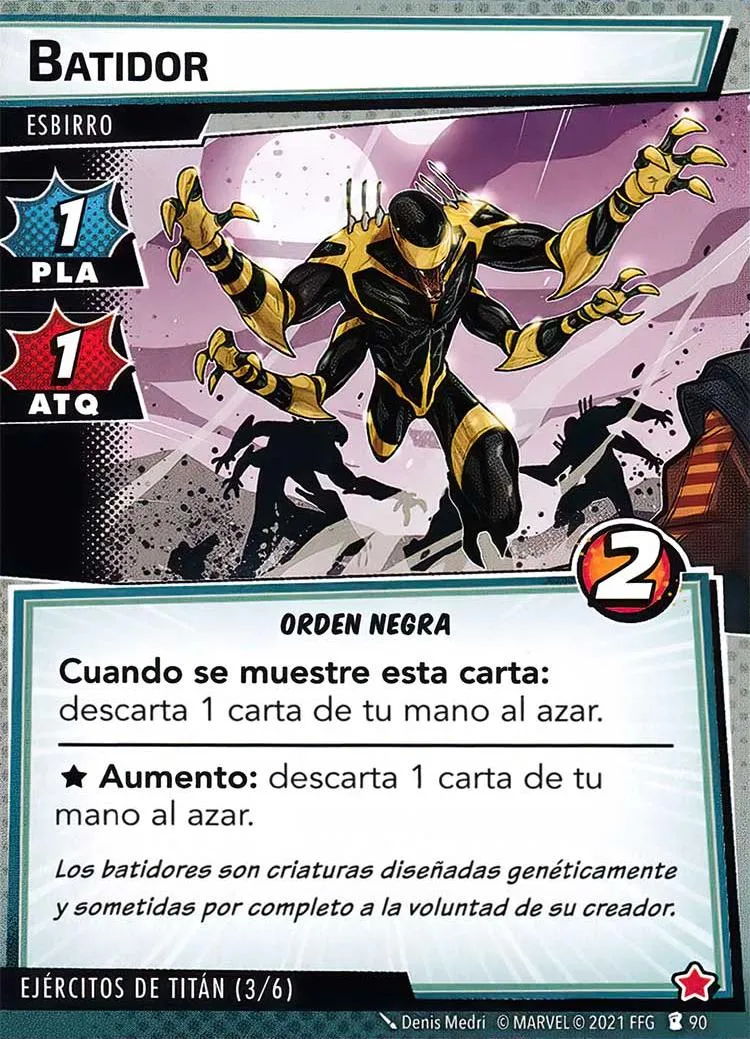 BATIDOR
ESBIRRO
1
PLA
1
ATQ
2
ORDEN NEGRA
Cuando se muestre esta carta:
descarta 1 carta de tu mano al azar.
★ Aumento: descarta 1 carta de tu
mano al azar.
Los batidores son criaturas diseñadas genéticamente
y sometidas por completo a la voluntad de su creador.
EJÉRCITOS DE TITÁN (3/6)
Denis Medri © MARVEL © 2021 FFG 90